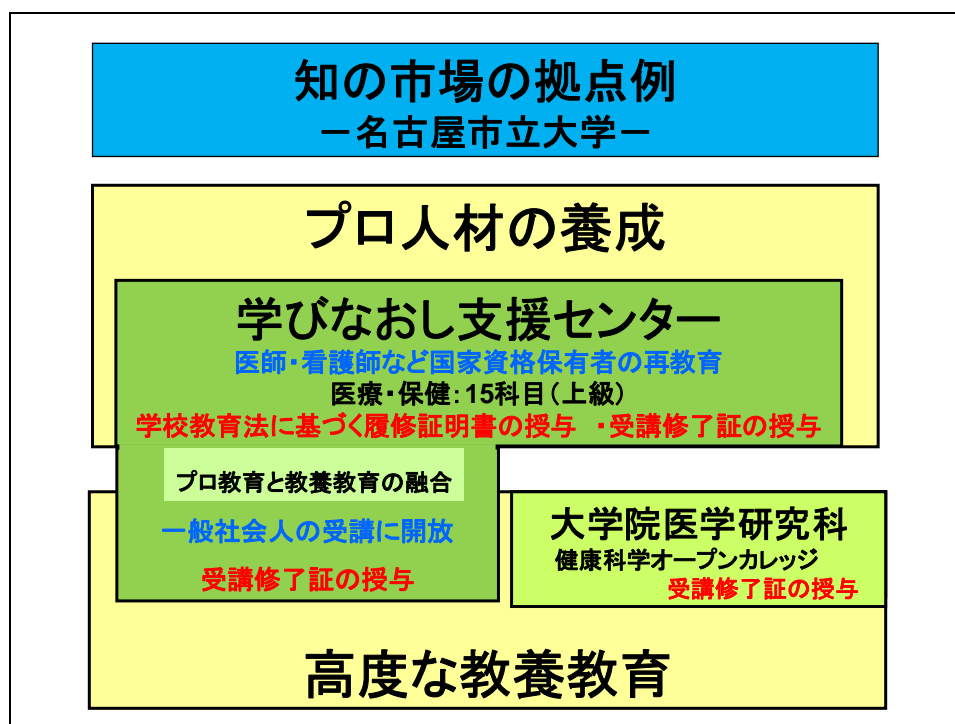 知の市場の拠点例
－名古屋市立大学－
プロ人材の養成
学びなおし支援センター
医師・看護師など国家資格保有者の再教育
医療・保健：15科目（上級）
学校教育法に基づく履修証明書の授与　・受講修了証の授与
プロ教育と教養教育の融合
一般社会人の受講に開放
受講修了証の授与
大学院医学研究科
健康科学オープンカレッジ
受講修了証の授与
高度な教養教育